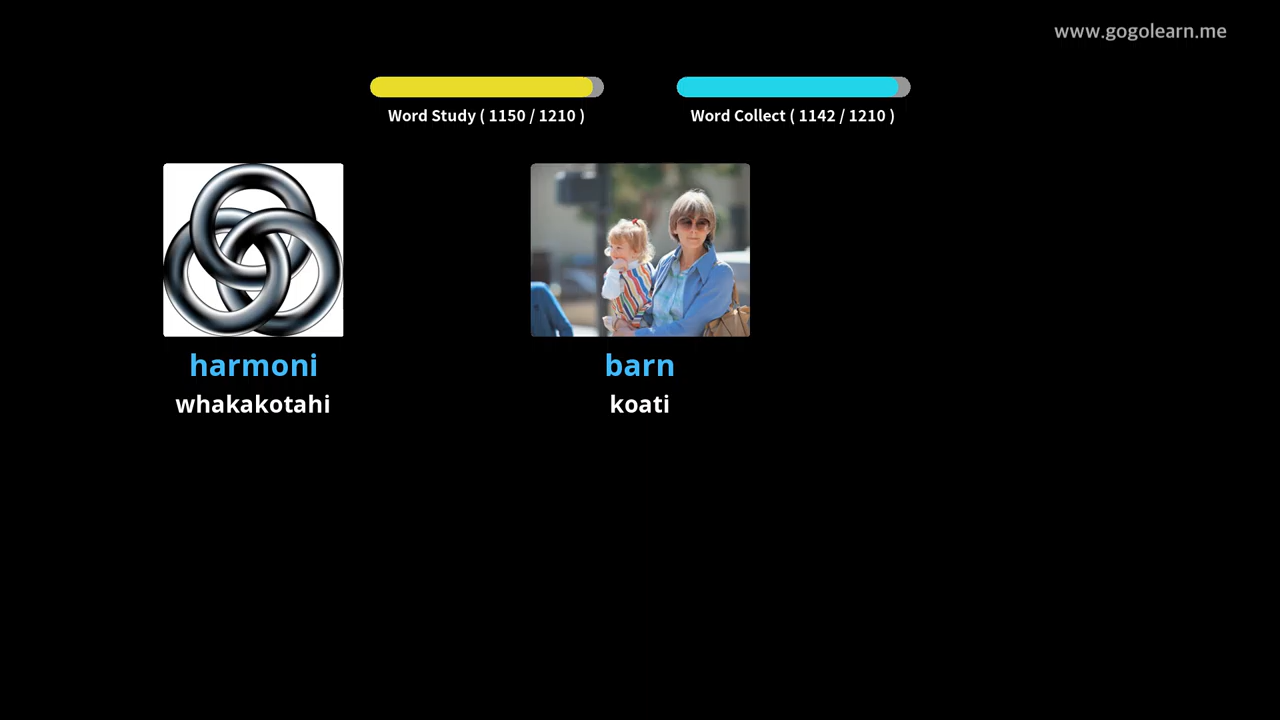 www.gogolearn.me
Word Study ( 1150 / 1210 )
Word Collect ( 1142 / 1210 )
harmoni
whakakotahi
barn
koati